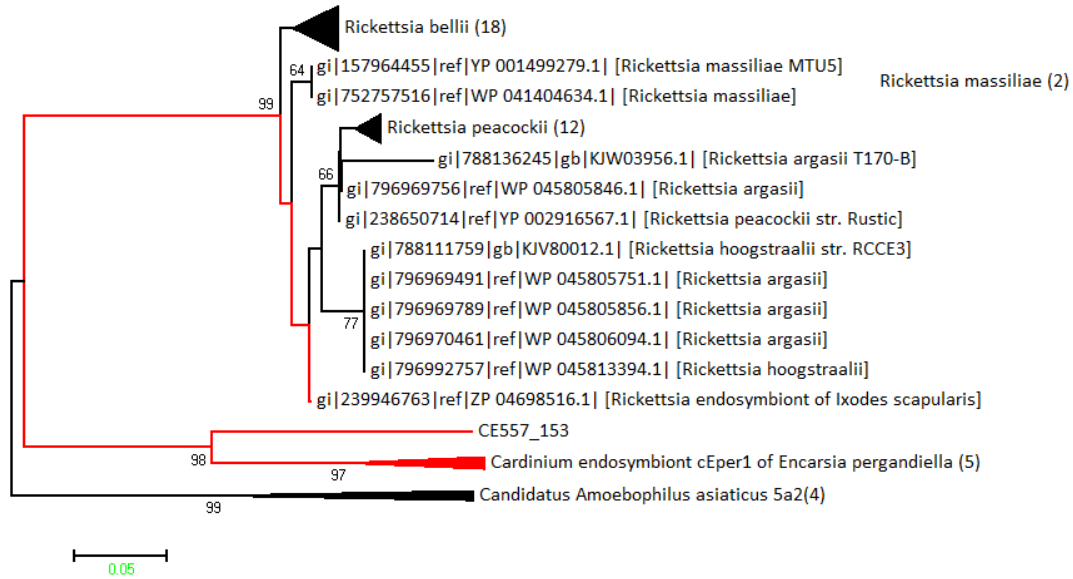 Rickettsia bellii (18)
64
gi|157964455|ref|YP 001499279.1| [Rickettsia massiliae MTU5]
Rickettsia massiliae (2)
99
gi|752757516|ref|WP 041404634.1| [Rickettsia massiliae]
Rickettsia peacockii (12)
gi|788136245|gb|KJW03956.1| [Rickettsia argasii T170-B]
66
gi|796969756|ref|WP 045805846.1| [Rickettsia argasii]
gi|238650714|ref|YP 002916567.1| [Rickettsia peacockii str. Rustic]
gi|788111759|gb|KJV80012.1| [Rickettsia hoogstraalii str. RCCE3]
gi|796969491|ref|WP 045805751.1| [Rickettsia argasii]
gi|796969789|ref|WP 045805856.1| [Rickettsia argasii]
77
gi|796970461|ref|WP 045806094.1| [Rickettsia argasii]
gi|796992757|ref|WP 045813394.1| [Rickettsia hoogstraalii]
gi|239946763|ref|ZP 04698516.1| [Rickettsia endosymbiont of Ixodes scapularis]
CE557_153
98
Cardinium endosymbiont cEper1 of Encarsia pergandiella (5)
97
Candidatus Amoebophilus asiaticus 5a2(4)
99
0.05